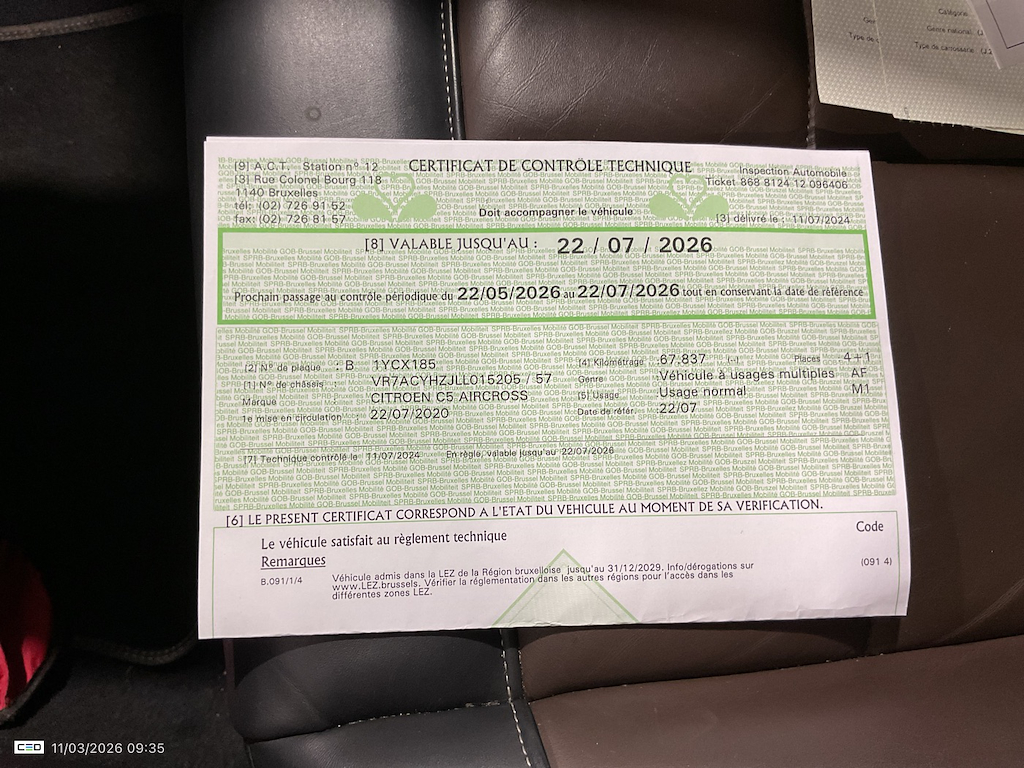 [9] A.C.T. Station n° 12
[3] Rue Colonel Bourg 118
1140 Bruxelles
tél: (02) 726 91 52
fax: (02) 726 81 57
CERTIFICAT DE CONTRÔLE TECHNIQUE
Doit accompagner le véhicule
Inspection Automobile
Ticket 868 8124 12 096406
[3] délivré le : 11/07/2024
[8] VALABLE JUSQU'AU : 22 / 07 / 2026
Prochain passage au contrôle périodique du 22/05/2026 au 22/07/2026 tout en conservant la date de référence
[2] N° de plaque : B 1YCX185
[1] N° de châssis : VR7ACYHZJLL015205 / 57
Marque CITROEN C5 AIRCROSS
1e mise en circulation 22/07/2020
[4] Kilométrage :67.837 (--) Places 4+1
Genre :Véhicule à usages multiples AF
[5] Usage :Usage normal M1
Date de référ. :22/07
[7] Technique contrôlé le 11/07/2024 En règle, valable jusqu'au 22/07/2026
[6] LE PRESENT CERTIFICAT CORRESPOND A L'ETAT DU VEHICULE AU MOMENT DE SA VERIFICATION.
Le véhicule satisfait au règlement technique
Code
Remarques
B.091/1/4 Véhicule admis dans la LEZ de la Région bruxelloise jusqu'au 31/12/2029. Info/dérogations sur (091 4)
www.LEZ.brussels. Vérifier la réglementation dans les autres régions pour l'accès dans les
différentes zones LEZ.
Catégorie
Genre national
Type de carrosserie
CEO 11/03/2026 09:35